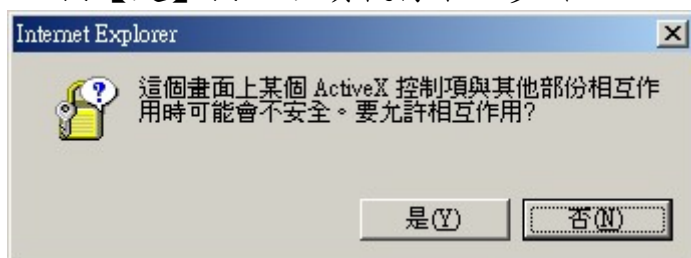 Internet Explorer
這個畫面上某個 ActiveX 控制項與其他部份相互作
用時可能會不安全。要允許相互作用?
是(Y)
否(N)